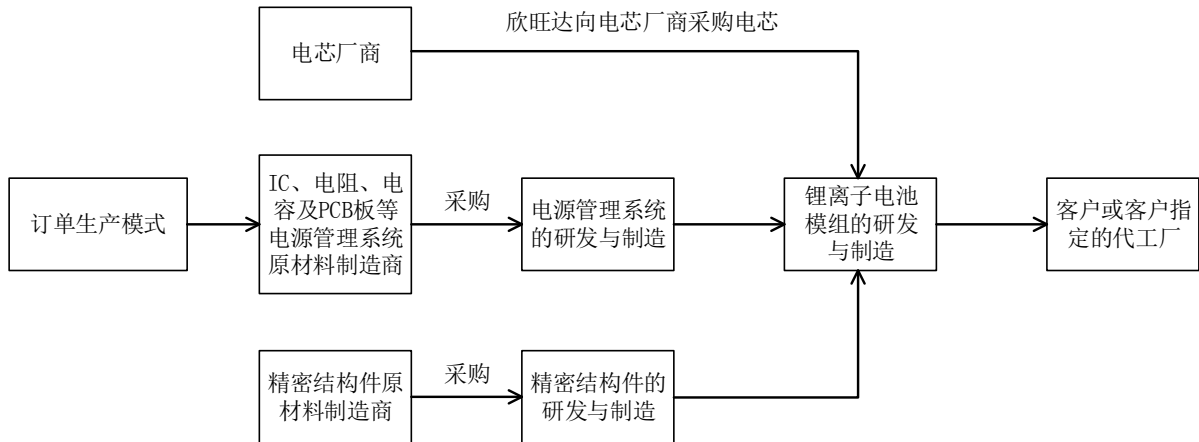 欣旺达向电芯厂商采购电芯
电芯厂商
订单生产模式
IC、电阻、电
容及PCB板等
电源管理系统
原材料制造商
采购
电源管理系统
的研发与制造
锂离子电池
模组的研发
与制造
客户或客户指
定的代工厂
精密结构件原
材料制造商
采购
精密结构件的
研发与制造